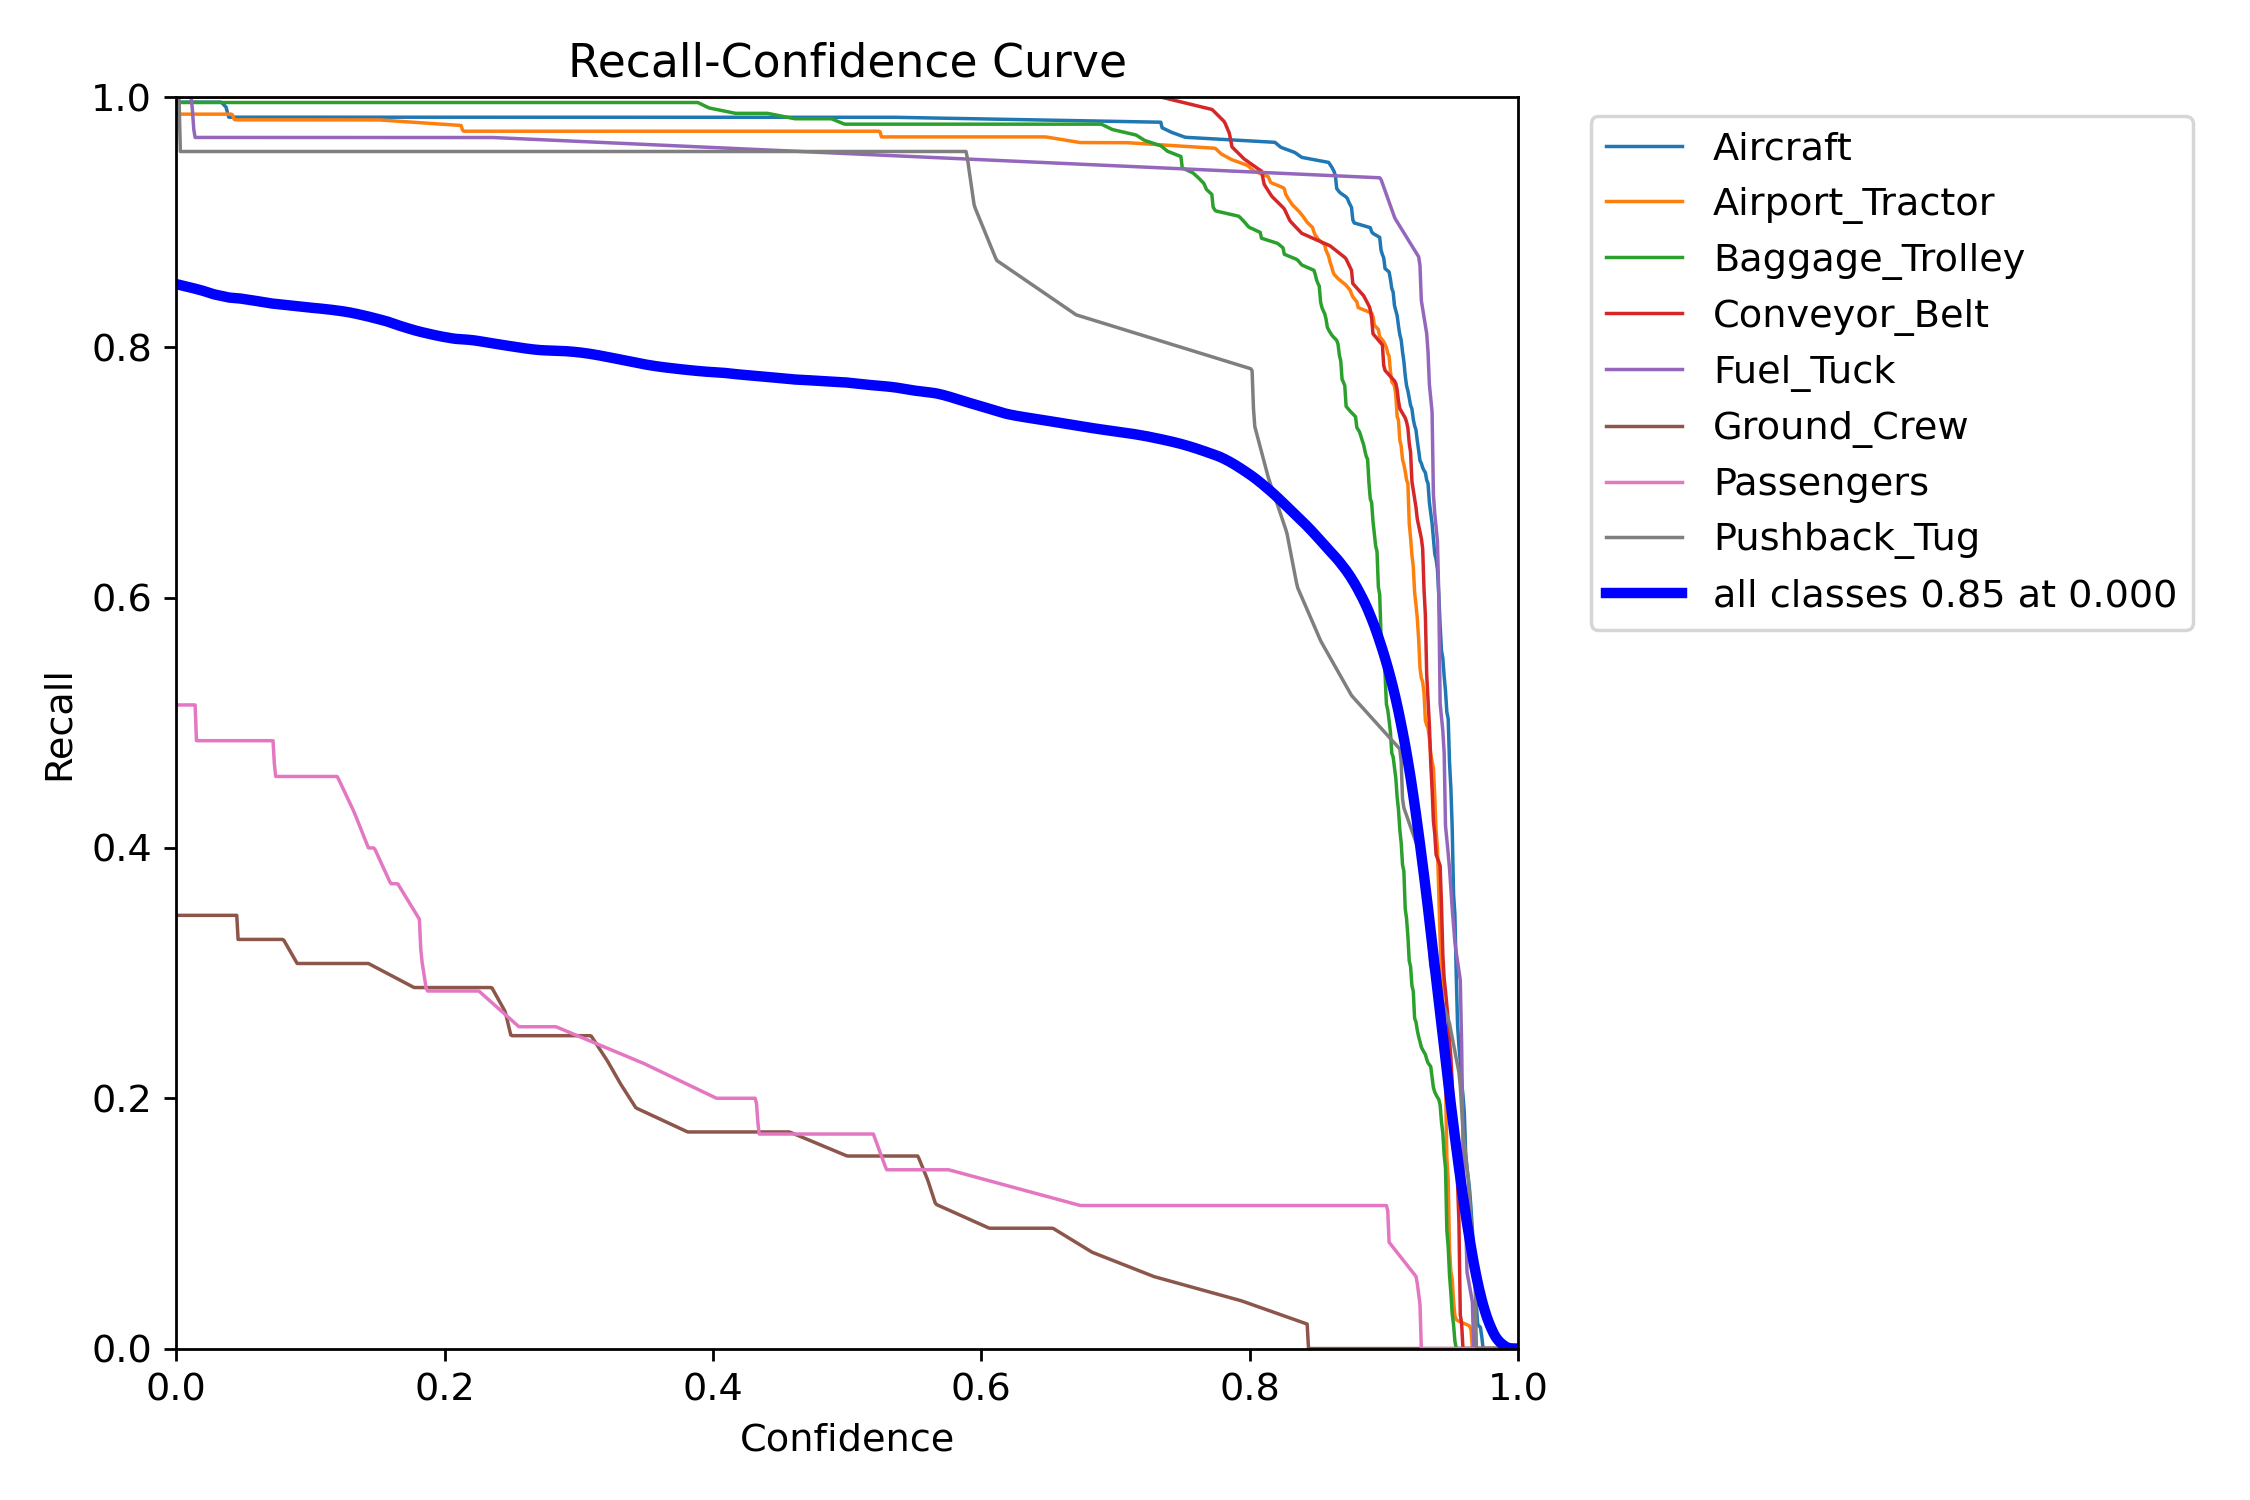 Recall-Confidence Curve
1.0
0.8
0.6
0.4
0.2
0.0
Recall
0.0 0.2 0.4 0.6 0.8 1.0
Confidence
Aircraft
Airport_Tractor
Baggage_Trolley
Conveyor_Belt
Fuel_Tuck
Ground_Crew
Passengers
Pushback_Tug
all classes 0.85 at 0.000